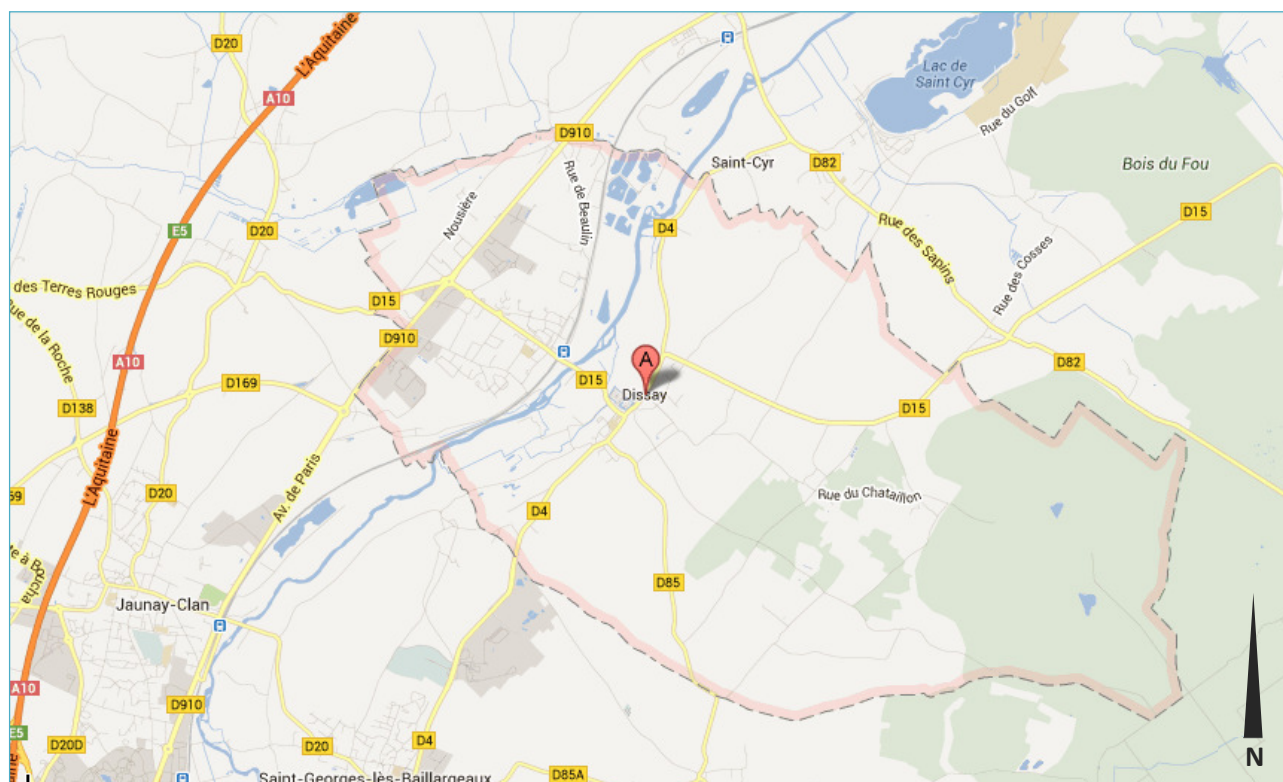 L'Aquitaine
D20
A10
D910
Lac de
Saint Cyr
Rue du Golf
Saint-Cyr
D82
Bois du Fou
Rue de Beaulin
Nousière
E5
D20
D4
D15
Rue des Sapins
Rue des Cosses
des Terres Rouges
D15
Rue de la Roche
D910
A10
D169
D15
A
Dissay
D15
D82
D138
L'Aquitaine
69
D20
Av. de Paris
D4
Rue du Chataillon
D85
Jaunay-Clan
A10
D910
E5
D20D
D20
D4
D85A
Saint-Georges-lès-Baillargeaux
N